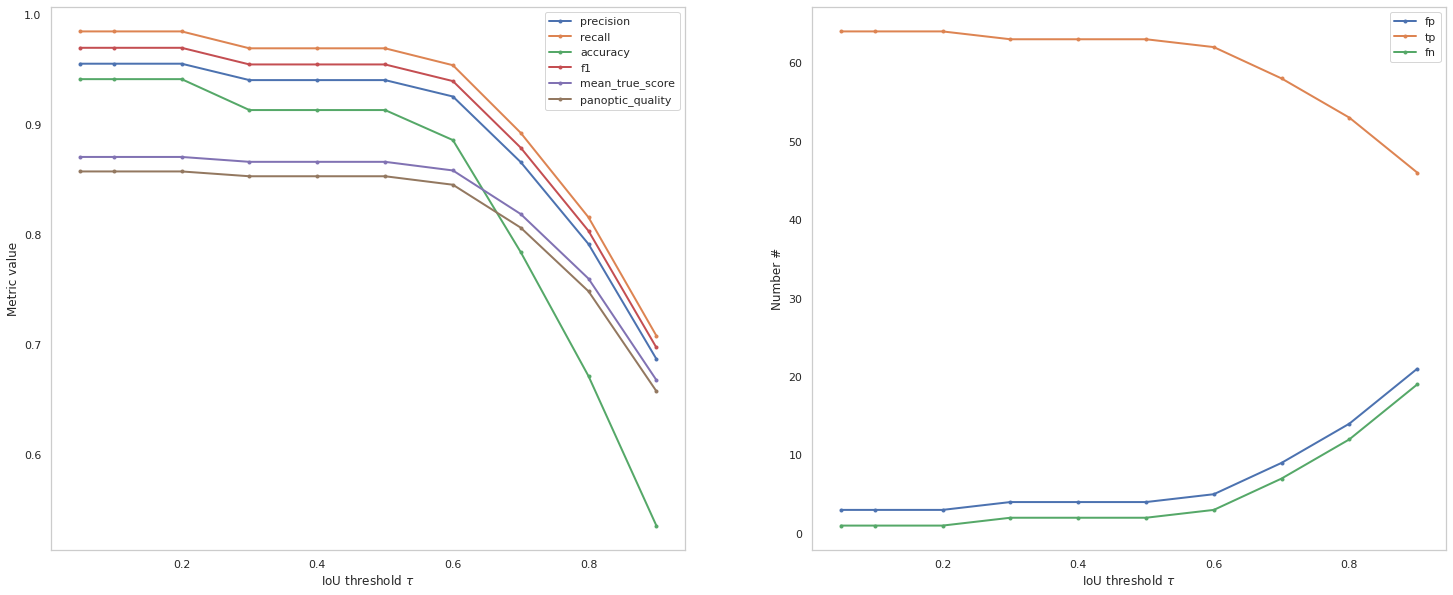 1.0
0.9
0.8
0.7
0.6
Metric value
precision
recall
accuracy
f1
mean_true_score
panoptic_quality
0.2 0.4 0.6 0.8
IoU threshold τ
60
50
40
30
20
10
0
Number #
fp
tp
fn
0.2 0.4 0.6 0.8
IoU threshold τ